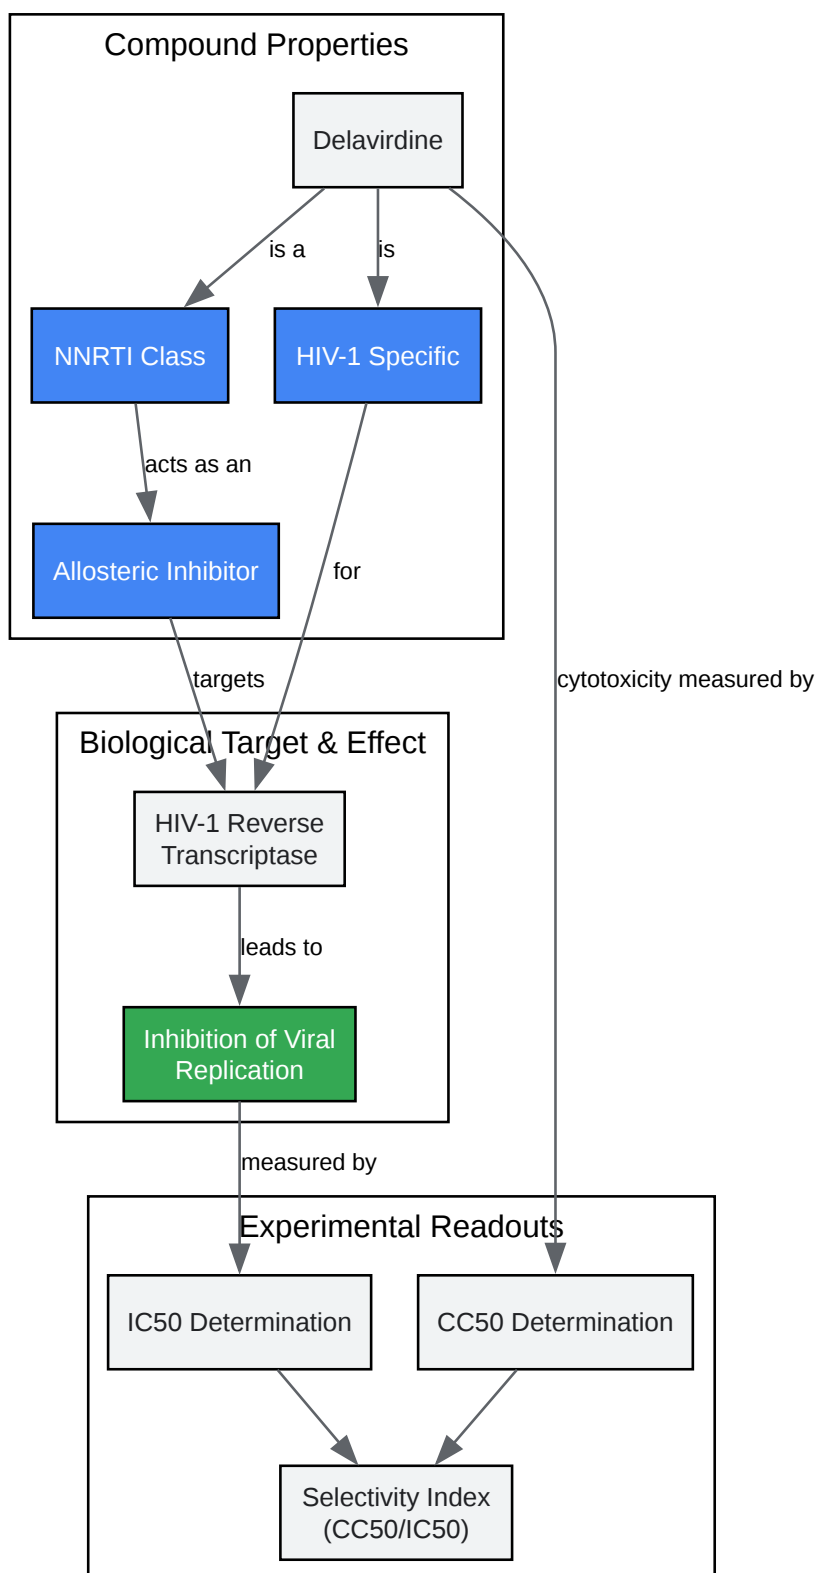 Compound Properties
Delavirdine
is a
is
NNRTI Class
HIV-1 Specific
acts as an
Allosteric Inhibitor
for
targets
cytotoxicity measured by
Biological Target & Effect
HIV-1 Reverse
Transcriptase
leads to
Inhibition of Viral
Replication
measured by
Experimental Readouts
IC50 Determination
CC50 Determination
Selectivity Index
(CC50/IC50)